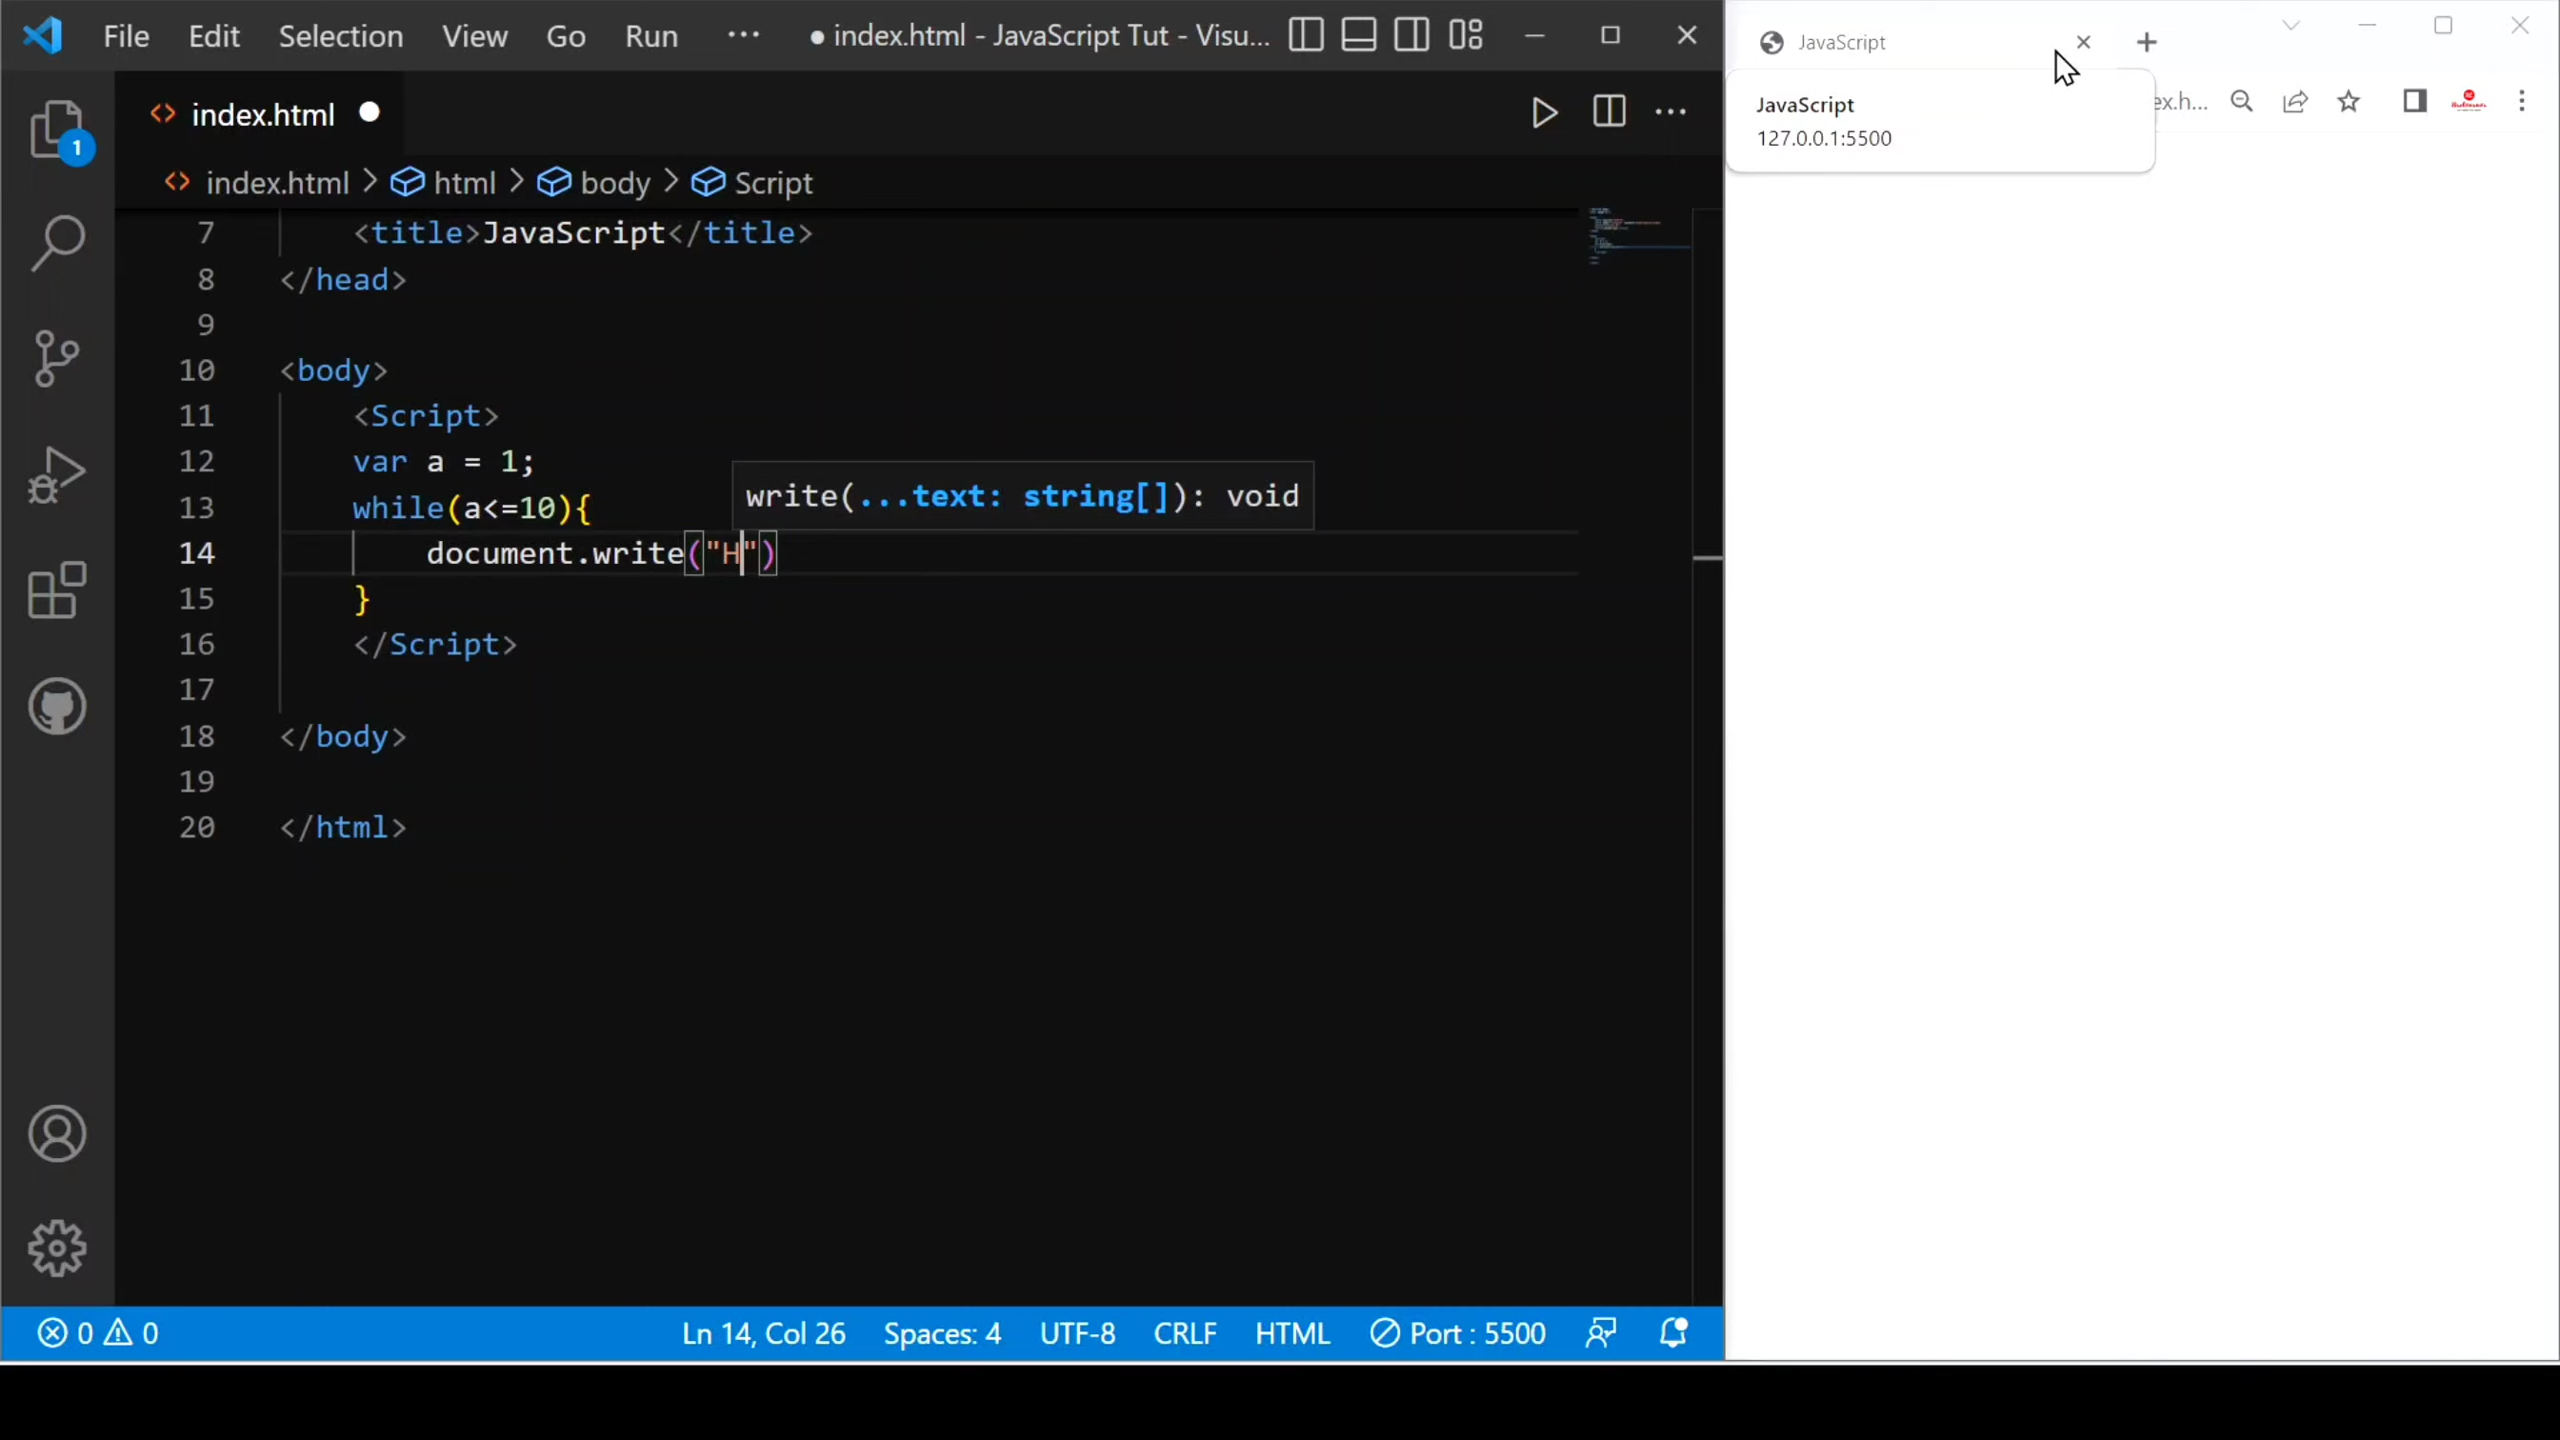 File Edit Selection View Go Run ··· ● index.html - JavaScript Tut - Visu...
index.html
index.html > html > body > Script
1
7 <title>JavaScript</title>
8 </head>
9
10 <body>
11 <Script>
12 var a = 1;
13 while(a<=10){
write(...text: string[]): void
14 document.write("H")
15 }
16 </Script>
17
18 </body>
19
20 </html>
0 0 Ln 14, Col 26 Spaces: 4 UTF-8 CRLF HTML Port : 5500
JavaScript
JavaScript
127.0.0.1:5500
ex.h...